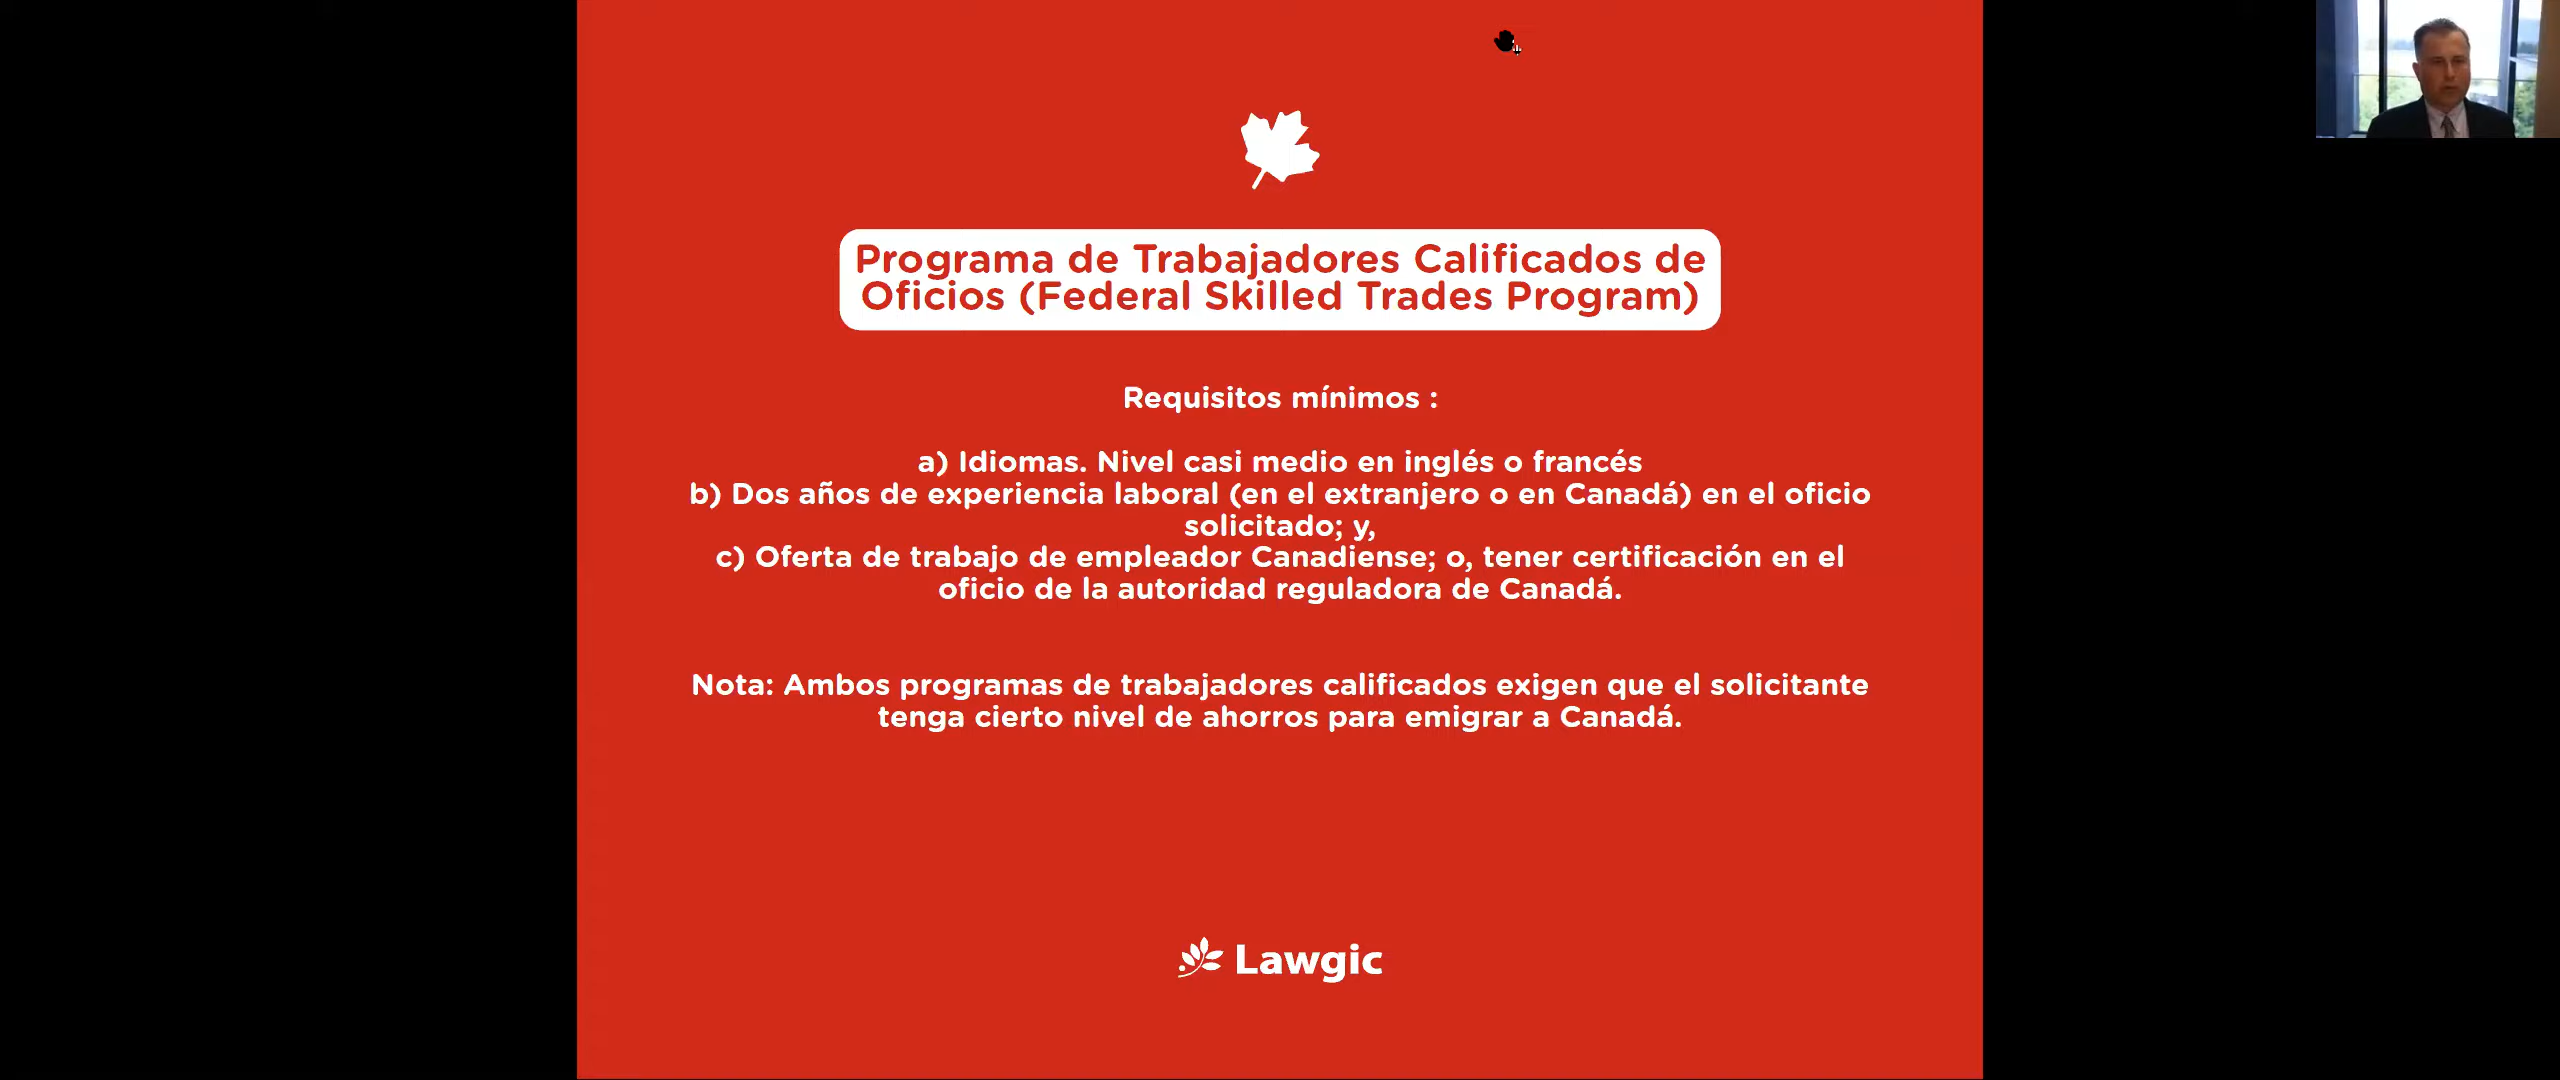 Programa de Trabajadores Calificados de
Oficios (Federal Skilled Trades Program)
Requisitos mínimos :
a) Idiomas. Nivel casi medio en inglés o francés
b) Dos años de experiencia laboral (en el extranjero o en Canadá) en el oficio
solicitado; y,
c) Oferta de trabajo de empleador Canadiense; o, tener certificación en el
oficio de la autoridad reguladora de Canadá.
Nota: Ambos programas de trabajadores calificados exigen que el solicitante
tenga cierto nivel de ahorros para emigrar a Canadá.
Lawgic